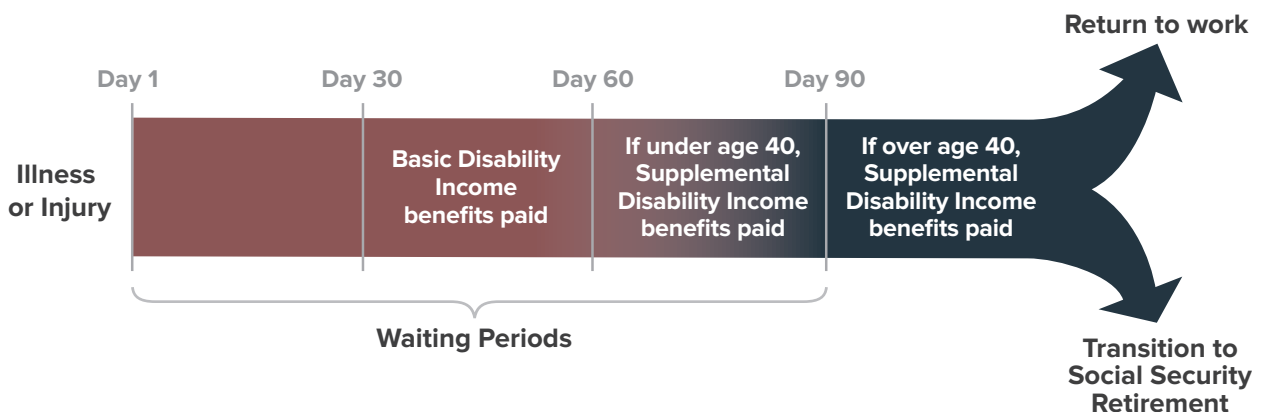 Return to work
Day 1
Day 30
Day 60
Day 90
Illness
or Injury
Basic Disability
Income
benefits paid
If under age 40,
Supplemental
Disability Income
benefits paid
If over age 40,
Supplemental
Disability Income
benefits paid
Waiting Periods
Transition to
Social Security
Retirement